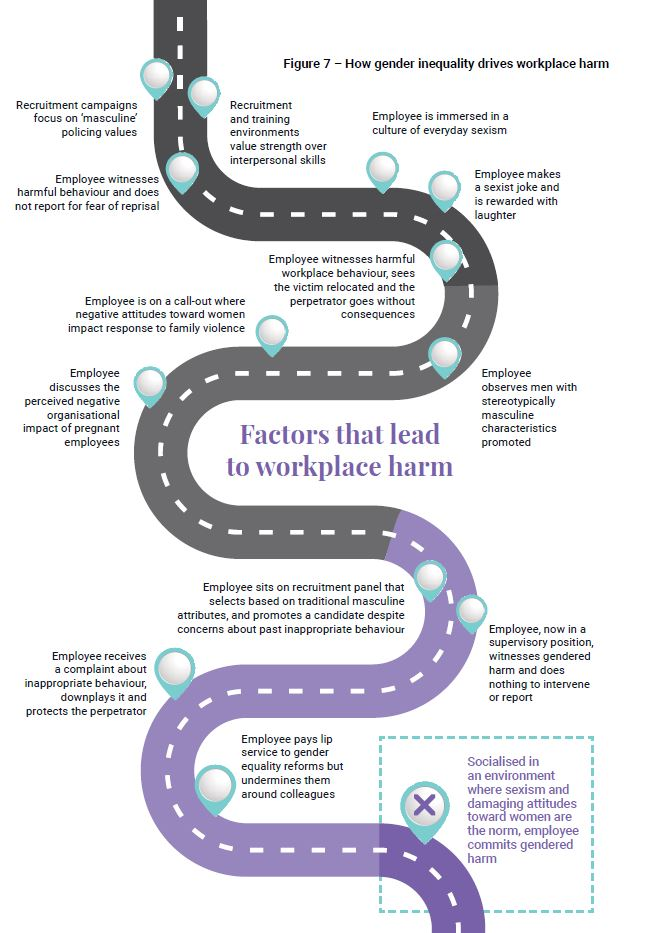 Figure 7 – How gender inequality drives workplace harm
Recruitment campaigns
focus on ‘masculine’
policing values
Recruitment
and training
environments
value strength over
interpersonal skills
Employee witnesses
harmful behaviour and does
not report for fear of reprisal
Employee is immersed in a
culture of everyday sexism
Employee makes
a sexist joke and
is rewarded with
laughter
Employee witnesses harmful
workplace behaviour, sees
the victim relocated and the
perpetrator goes without
consequences
Employee
observes men with
stereotypically
masculine
characteristics
promoted
Employee is on a call-out where
negative attitudes toward women
impact response to family violence
Employee
discusses the
perceived negative
organisational
impact of pregnant
employees
Factors that lead
to workplace harm
Employee sits on recruitment panel that
selects based on traditional masculine
attributes, and promotes a candidate despite
concerns about past inappropriate behaviour
Employee, now in a
supervisory position,
witnesses gendered
harm and does
nothing to intervene
or report
Employee receives
a complaint about
inappropriate behaviour,
downplays it and
protects the perpetrator
Employee pays lip
service to gender
equality reforms but
undermines them
around colleagues
Socialised in
an environment
where sexism and
damaging attitudes
toward women are
the norm, employee
commits gendered
harm